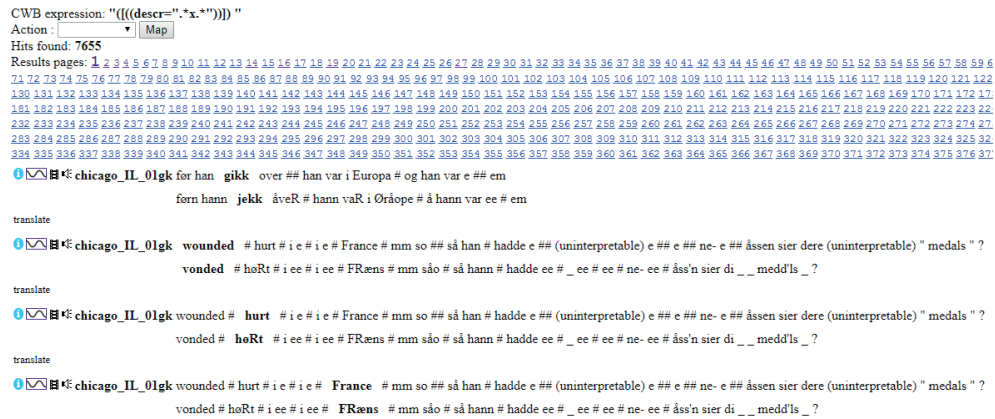 CWB expression: "([((descr=".*x.*"))]) "
Action : Map
Hits found: 7655
Results pages: 1 2 3 4 5 6 7 8 9 10 11 12 13 14 15 16 17 18 19 20 21 22 23 24 25 26 27 28 29 30 31 32 33 34 35 36 37 38 39 40 41 42 43 44 45 46 47 48 49 50 51 52 53 54 55 56 57 58 59 6
71 72 73 74 75 76 77 78 79 80 81 82 83 84 85 86 87 88 89 90 91 92 93 94 95 96 97 98 99 100 101 102 103 104 105 106 107 108 109 110 111 112 113 114 115 116 117 118 119 120 121 122
130 131 132 133 134 135 136 137 138 139 140 141 142 143 144 145 146 147 148 149 150 151 152 153 154 155 156 157 158 159 160 161 162 163 164 165 166 167 168 169 170 171 172 17
181 182 183 184 185 186 187 188 189 190 191 192 193 194 195 196 197 198 199 200 201 202 203 204 205 206 207 208 209 210 211 212 213 214 215 216 217 218 219 220 221 222 223 22
232 233 234 235 236 237 238 239 240 241 242 243 244 245 246 247 248 249 250 251 252 253 254 255 256 257 258 259 260 261 262 263 264 265 266 267 268 269 270 271 272 273 274 27
283 284 285 286 287 288 289 290 291 292 293 294 295 296 297 298 299 300 301 302 303 304 305 306 307 308 309 310 311 312 313 314 315 316 317 318 319 320 321 322 323 324 325 32
334 335 336 337 338 339 340 341 342 343 344 345 346 347 348 349 350 351 352 353 354 355 356 357 358 359 360 361 362 363 364 365 366 367 368 369 370 371 372 373 374 375 376 377
chicago_IL_01gk før han gikk over ## han var i Europa # og han var e ## em
førn hann jekk åveR # hann vaR i Øråope # å hann var ee # em
translate
chicago_IL_01gk wounded # hurt # i e # i e # France # mm so ## så han # hadde e ## (uninterpretable) e ## e ## ne- e ## åssen sier dere (uninterpretable) " medals " ?
vonded # høRt # i ee # i ee # FRæns # mm såo # så hann # hadde ee # _ ee # ee # ne- ee # åss'n sier di _ _ medd'ls _ ?
translate
chicago_IL_01gk wounded # hurt # i e # i e # France # mm so ## så han # hadde e ## (uninterpretable) e ## e ## ne- e ## åssen sier dere (uninterpretable) " medals " ?
vonded # høRt # i ee # i ee # FRæns # mm såo # så hann # hadde ee # _ ee # ee # ne- ee # åss'n sier di _ _ medd'ls _ ?
translate
chicago_IL_01gk wounded # hurt # i e # i e # France # mm so ## så han # hadde e ## (uninterpretable) e ## e ## ne- e ## åssen sier dere (uninterpretable) " medals " ?
vonded # høRt # i ee # i ee # FRæns # mm såo # så hann # hadde ee # _ ee # ee # ne- ee # åss'n sier di _ _ medd'ls _ ?